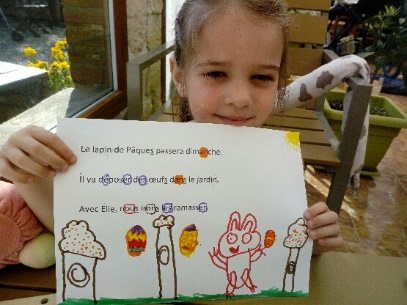 Le lapin de Pâques passera dimanche.
Il va déposer des œufs dans le jardin.
Avec Élie, nous irons les ramasser.